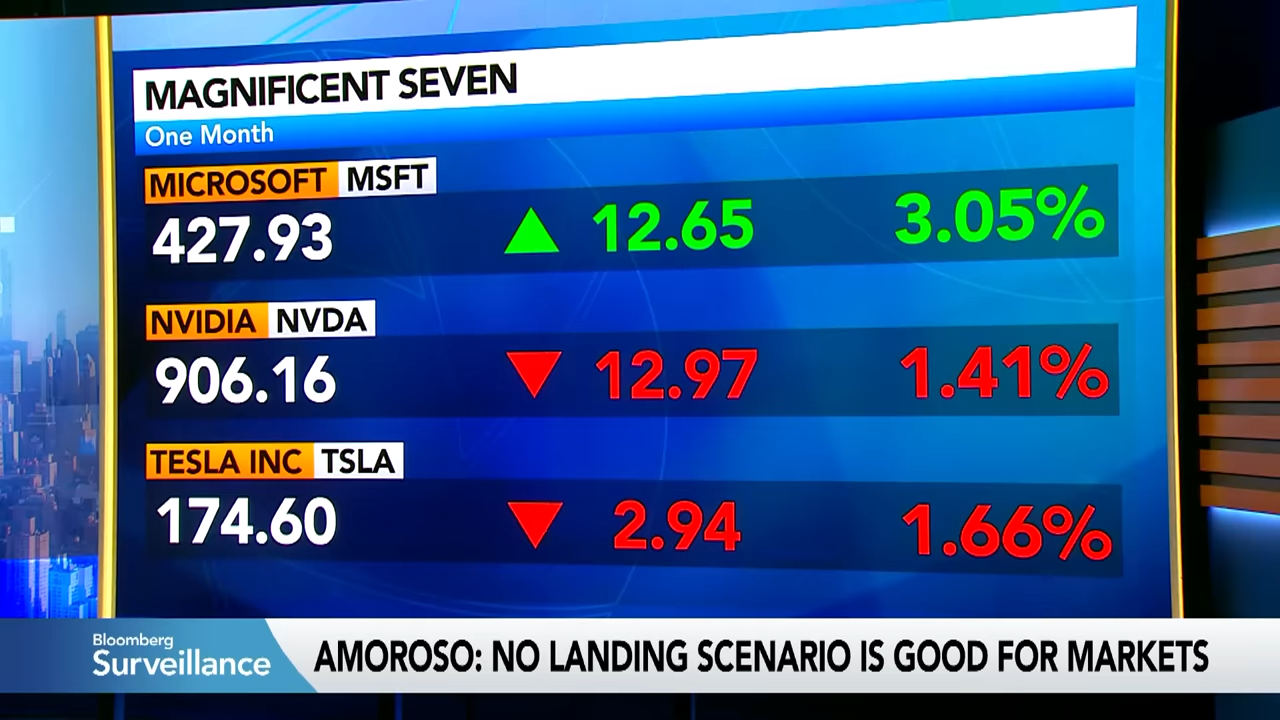 MAGNIFICENT SEVEN
One Month
MICROSOFT MSFT
427.93 ▲ 12.65 3.05%
NVIDIA NVDA
906.16 ▼ 12.97 1.41%
TESLA INC TSLA
174.60 ▼ 2.94 1.66%
Bloomberg
Surveillance
AMOROSO: NO LANDING SCENARIO IS GOOD FOR MARKETS